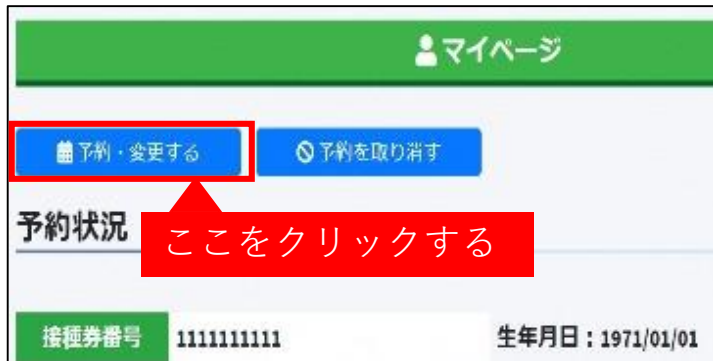 マイページ
予約・変更する 予約を取り消す
予約状況
ここをクリックする
接種券番号 1111111111 生年月日：1971/01/01